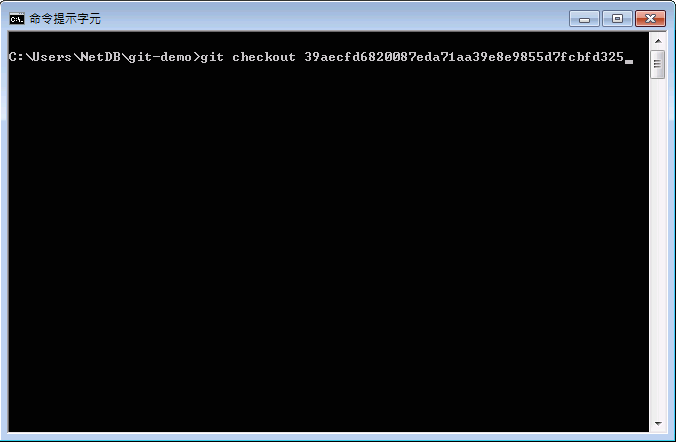 命令提示字元
C:\Users\NetDB\git-demo>git checkout 39aecfd6820087eda71aa39e8e9855d7fcbfd325